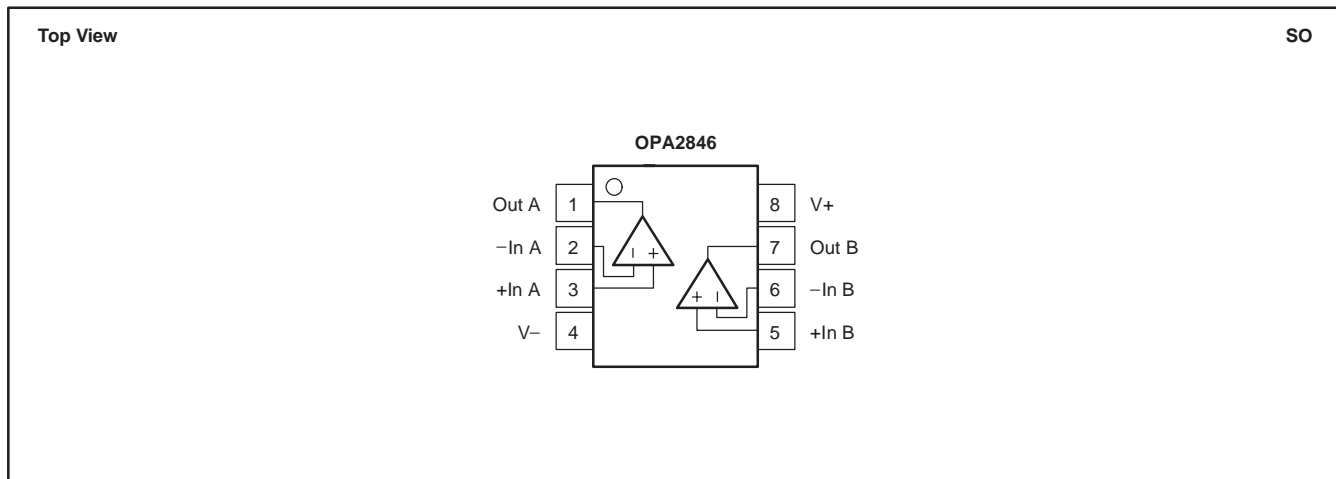 Top View
SO
OPA2846
Out A 1
−In A 2
+In A 3
V− 4
8 V+
7 Out B
6 −In B
5 +In B
− +
+ −